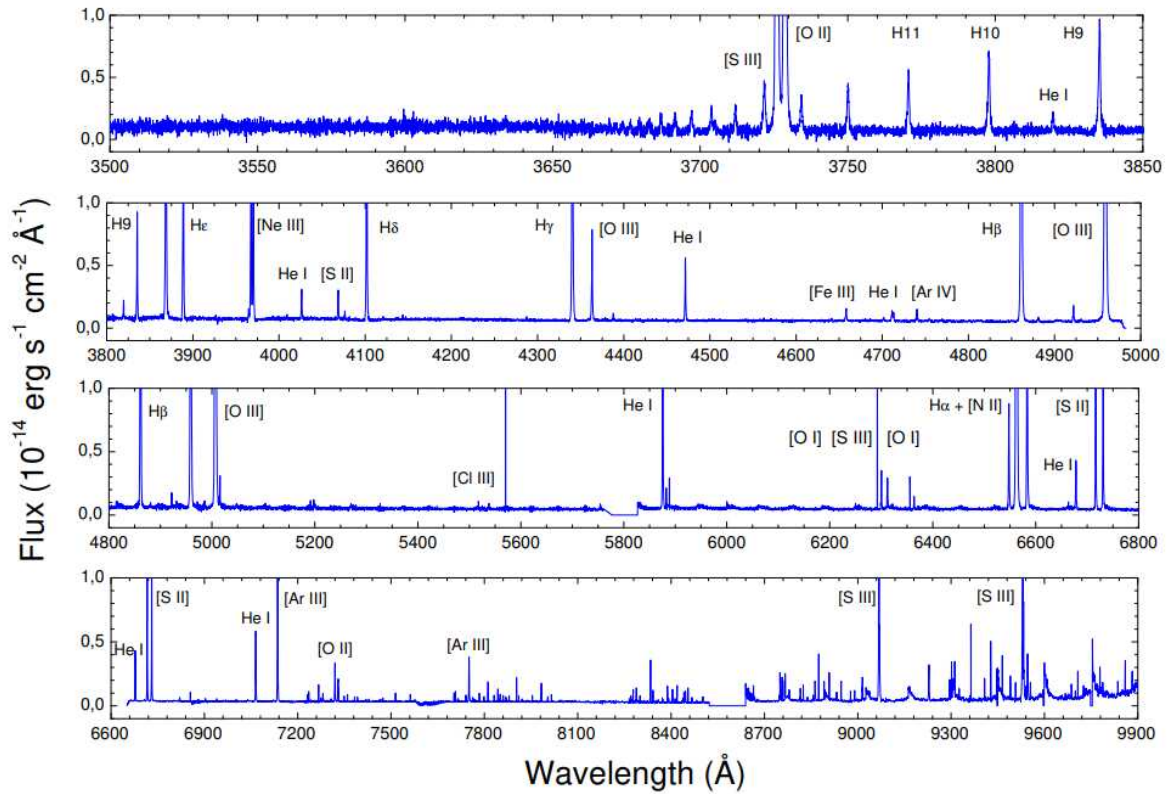 1,0
[O II]
H11
H10
H9
[S III]
0,5
He I
0,0
3500
3550
3600
3650
3700
3750
3800
3850
1,0
H9
Hε
[Ne III]
Hδ
Hγ
[O III]
Hβ
[O III]
He I
0,5
He I
[S II]
[Fe III]
He I
[Ar IV]
0,0
3800
3900
4000
4100
4200
4300
4400
4500
4600
4700
4800
4900
5000
1,0
Hβ
[O III]
He I
Hα + [N II]
[S II]
[O I]
[S III]
[O I]
0,5
[Cl III]
He I
0,0
4800
5000
5200
5400
5600
5800
6000
6200
6400
6600
6800
1,0
[S II]
[Ar III]
[S III]
[S III]
He I
0,5
He I
[O II]
[Ar III]
0,0
6600
6900
7200
7500
7800
8100
8400
8700
9000
9300
9600
9900
Wavelength (Å)
Flux (10⁻¹⁴ erg s⁻¹ cm⁻² Å⁻¹)